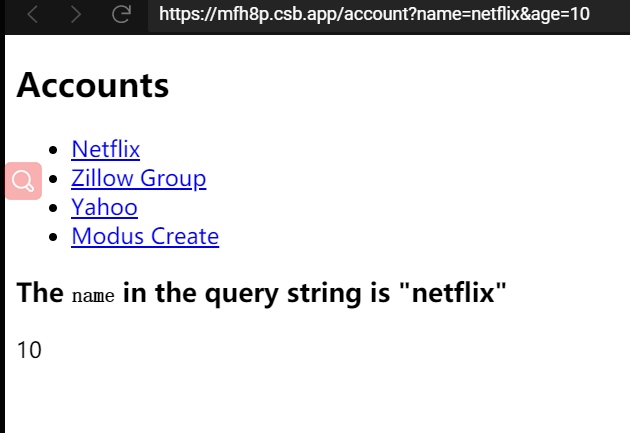 https://mfh8p.csb.app/account?name=netflix&age=10
Accounts
Netflix
Zillow Group
Yahoo
Modus Create
The name in the query string is "netflix"
10